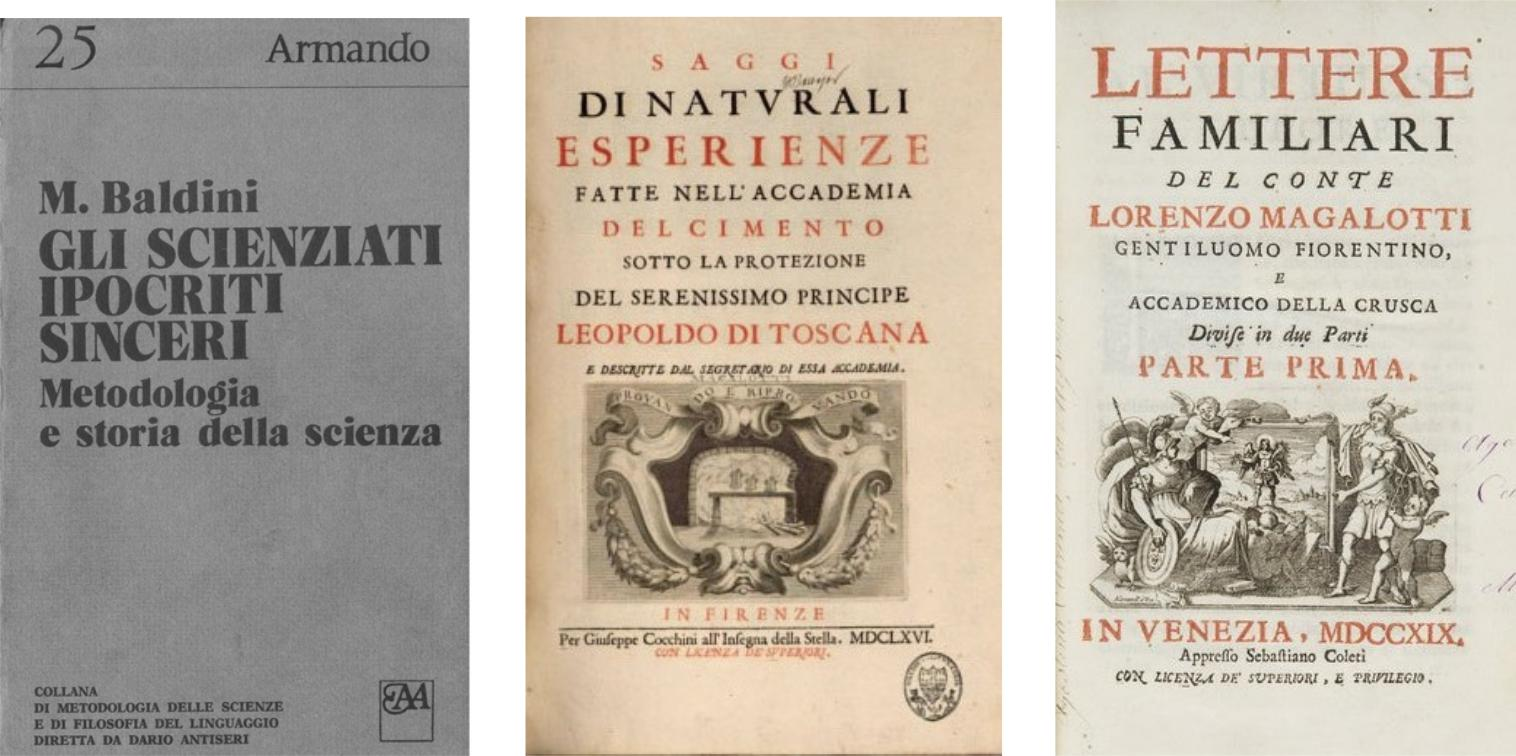 25 Armando
M. Baldini
GLI SCIENZIATI
IPOCRITI
SINCERI
Metodologia
e storia della scienza
COLLANA
DI METODOLOGIA DELLE SCIENZE
E DI FILOSOFIA DEL LINGUAGGIO
DIRETTA DA DARIO ANTISERI
SAGGI
DI NATVRALI
ESPERIENZE
FATTE NELL'ACCADEMIA
DEL CIMENTO
SOTTO LA PROTEZIONE
DEL SERENISSIMO PRINCIPE
LEOPOLDO DI TOSCANA
E DESCRITTE DAL SEGRETARIO DI ESSA ACCADEMIA.
PROVANDO E RIPROVANDO
IN FIRENZE
Per Giuseppe Cocchini all'Insegna della Stella. MDCLXVI.
CON LICENZA DE' SVPERIORI.
LETTERE
FAMILIARI
DEL CONTE
LORENZO MAGALOTTI
GENTILUOMO FIORENTINO,
E
ACCADEMICO DELLA CRUSCA
Divise in due Parti
PARTE PRIMA.
IN VENEZIA, MDCCXIX.
Appresso Sebastiano Coleti
CON LICENZA DE' SUPERIORI, E PRIVILEGIO.